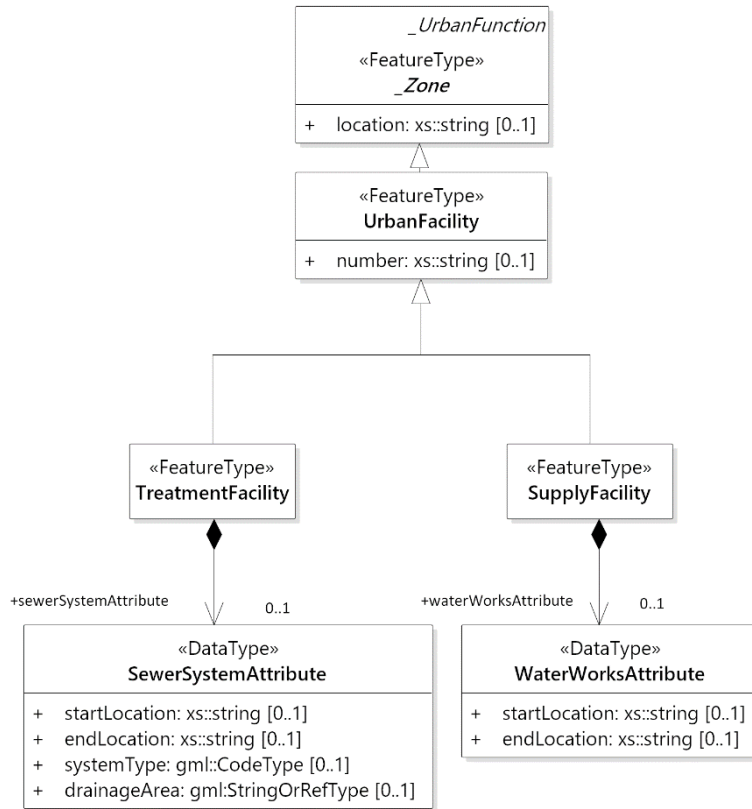 _UrbanFunction
«FeatureType»
_Zone
+ location: xs::string [0..1]
«FeatureType»
UrbanFacility
+ number: xs::string [0..1]
«FeatureType»
TreatmentFacility
«FeatureType»
SupplyFacility
+sewerSystemAttribute
0..1
+waterWorksAttribute
0..1
«DataType»
SewerSystemAttribute
+ startLocation: xs::string [0..1]
+ endLocation: xs::string [0..1]
+ systemType: gml::CodeType [0..1]
+ drainageArea: gml:StringOrRefType [0..1]
«DataType»
WaterWorksAttribute
+ startLocation: xs::string [0..1]
+ endLocation: xs::string [0..1]